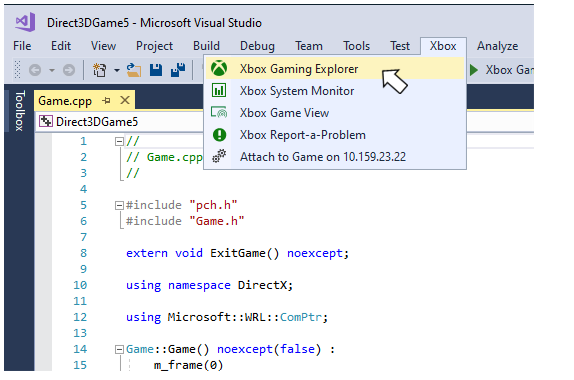 Direct3DGame5 - Microsoft Visual Studio
File Edit View Project Build Debug Team Tools Test Xbox Analyze
Xbox Gaming Explorer
Xbox System Monitor
Xbox Game View
Xbox Report-a-Problem
Attach to Game on 10.159.23.22
Xbox Gar
Toolbox
Game.cpp
Direct3DGame5
1 //
2 // Game.cpp
3 //
4
5 #include "pch.h"
6 #include "Game.h"
7
8 extern void ExitGame() noexcept;
9
10 using namespace DirectX;
11
12 using Microsoft::WRL::ComPtr;
13
14 Game::Game() noexcept(false) :
15 m_frame(0)